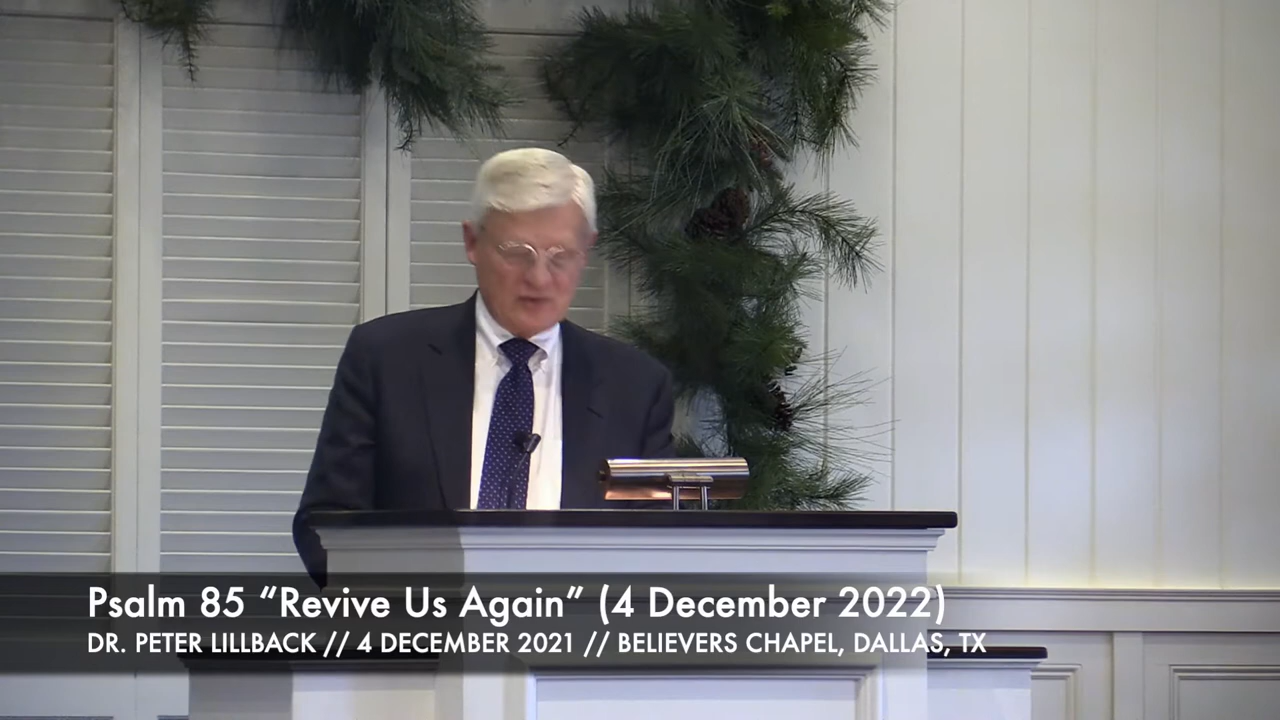 Psalm 85 “Revive Us Again” (4 December 2022)
DR. PETER LILLBACK // 4 DECEMBER 2021 // BELIEVERS CHAPEL, DALLAS, TX